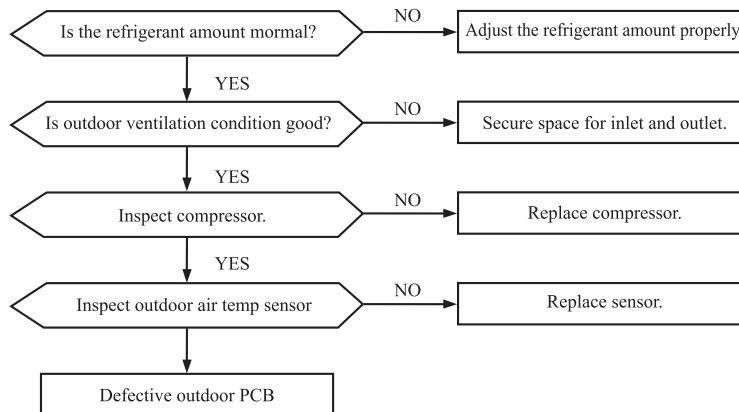 Is the refrigerant amount mormal?
NO
Adjust the refrigerant amount properly
YES
Is outdoor ventilation condition good?
NO
Secure space for inlet and outlet.
YES
Inspect compressor.
NO
Replace compressor.
YES
Inspect outdoor air temp sensor
NO
Replace sensor.
Defective outdoor PCB